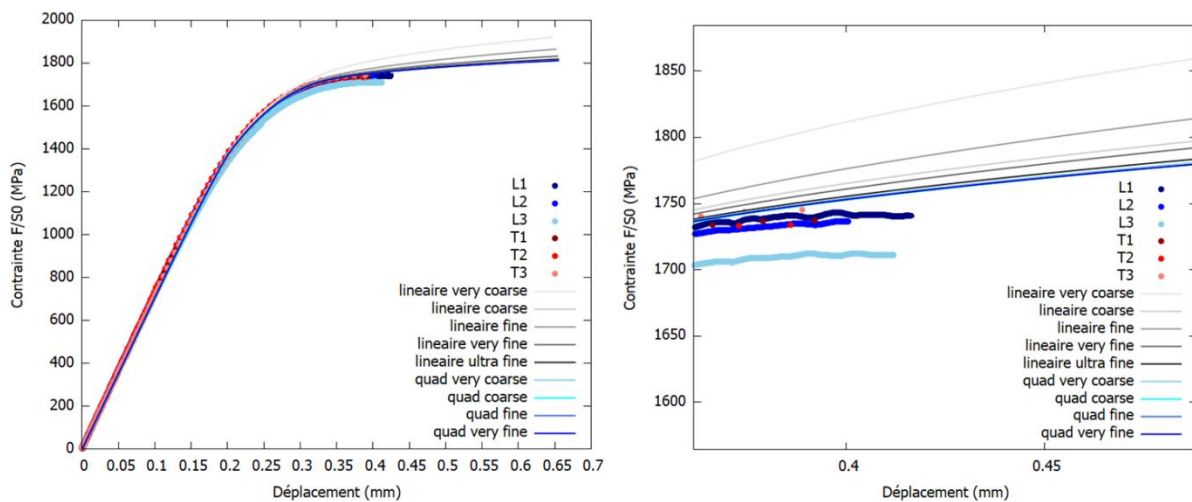 2000
1800
1600
1400
1200
1000
800
600
400
200
0
Contrainte F/S0 (MPa)
L1
L2
L3
T1
T2
T3
lineaire very coarse
lineaire coarse
lineaire fine
lineaire very fine
lineaire ultra fine
quad very coarse
quad coarse
quad fine
quad very fine
0 0.05 0.1 0.15 0.2 0.25 0.3 0.35 0.4 0.45 0.5 0.55 0.6 0.65 0.7
Déplacement (mm)
1850
1800
1750
1700
1650
1600
Contrainte F/S0 (MPa)
L1
L2
L3
T1
T2
T3
lineaire very coarse
lineaire coarse
lineaire fine
lineaire very fine
lineaire ultra fine
quad very coarse
quad coarse
quad fine
quad very fine
0.4 0.45
Déplacement (mm)